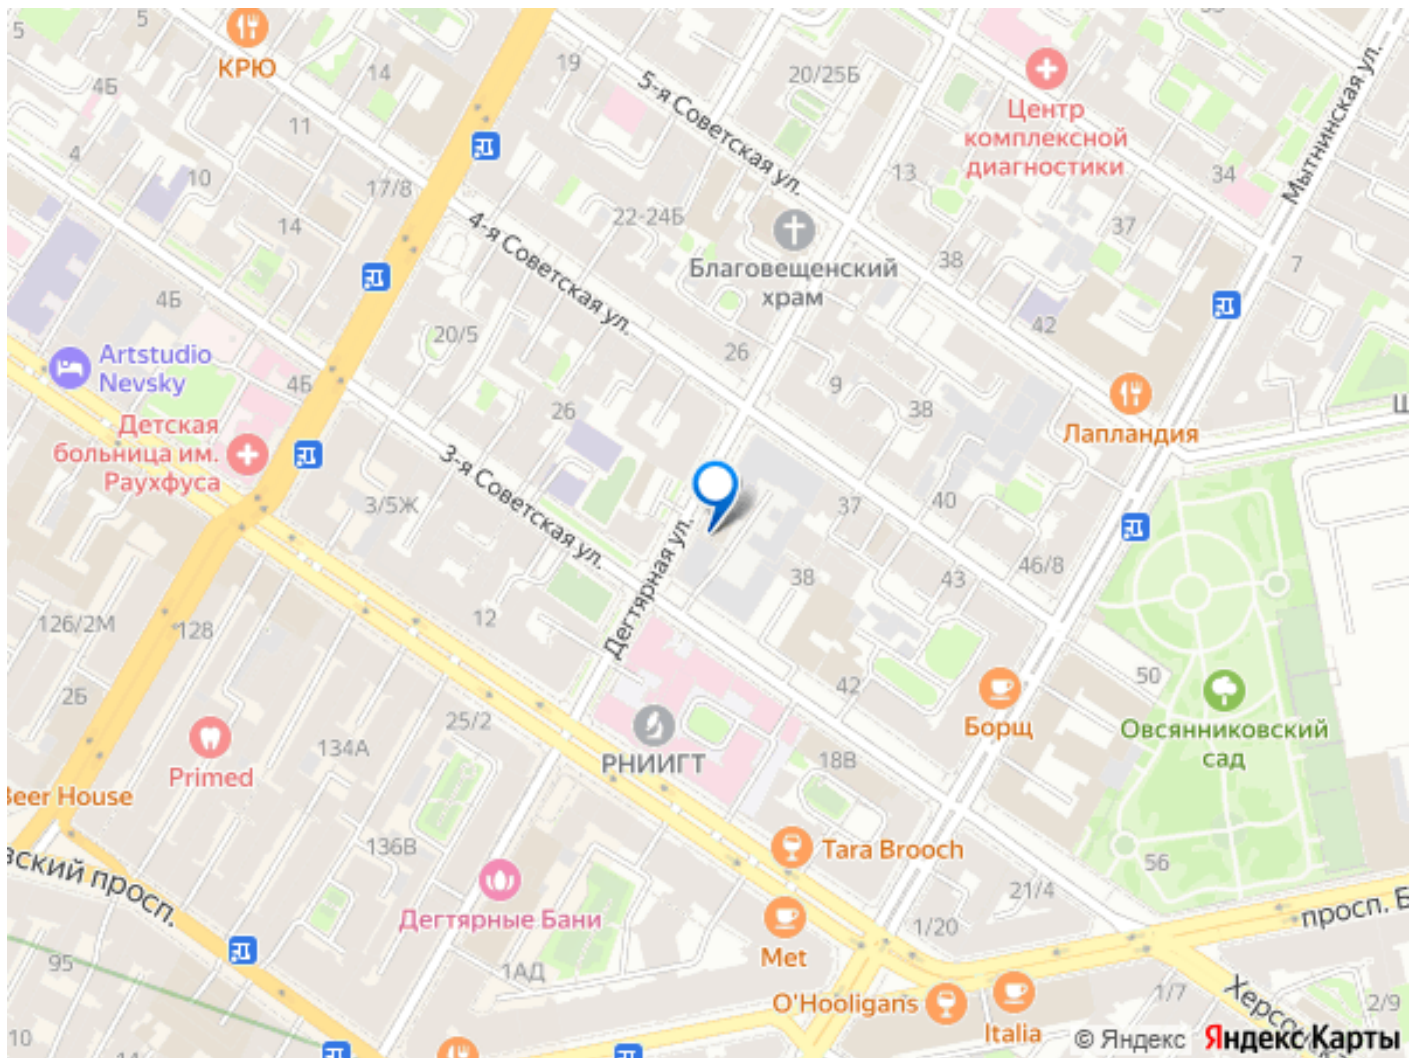 5
КРЮ
14
19
20/25Б
33
5
4Б
11
4
10
17/8
14
5-я Советская ул.
Центр
комплексной
диагностики
13
34
37
Мытнинская ул.
22-24Б
4-я Советская ул.
Благовещенский
храм
38
7
42
4Б
20/5
26
9
38
Artstudio
Nevsky
4Б
26
Лапландия
Ш
Детская
больница им.
Раухфуса
3-я Советская ул.
3/5Ж
37
40
46/8
43
38
Дегтярная ул.
126/2М
128
12
2Б
25/2
134А
42
50
Борщ
Овсянниковский
сад
Primed
РНИИГТ
18В
Beer House
136В
Tara Brooch
вский просп.
56
21/4
Дегтярные Бани
1/20
просп. Б
Met
95
1АД
O'Hooligans
Italia
1/7
Херсо
2/9
10
© Яндекс Яндекс Карты